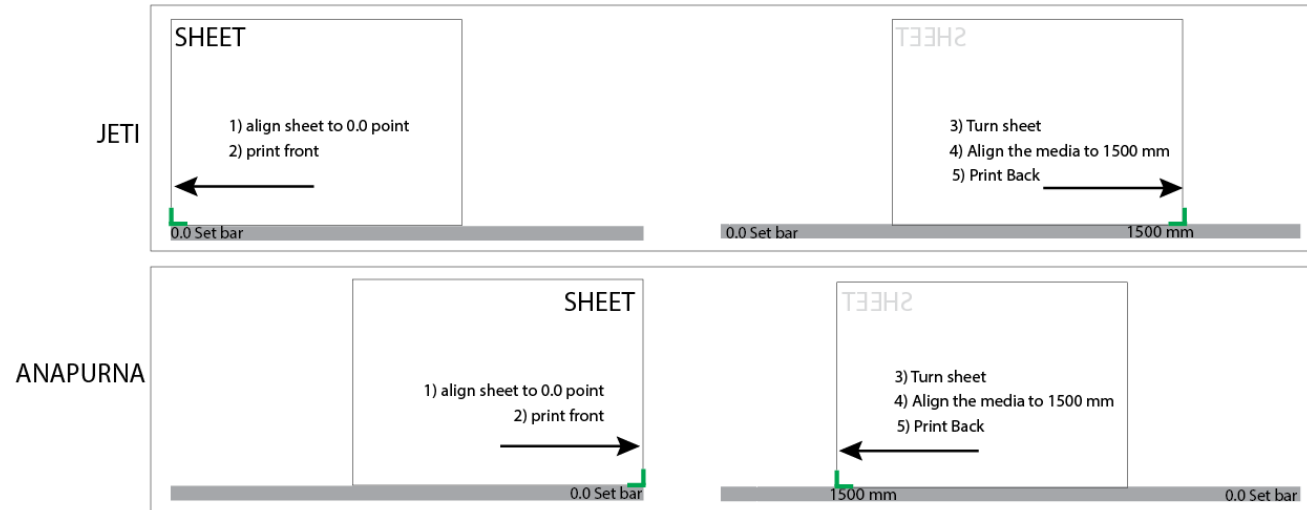 JETI
SHEET
1) align sheet to 0.0 point
2) print front
0.0 Set bar
SHEET
3) Turn sheet
4) Align the media to 1500 mm
5) Print Back
0.0 Set bar
1500 mm
ANAPURNA
SHEET
1) align sheet to 0.0 point
2) print front
0.0 Set bar
SHEET
3) Turn sheet
4) Align the media to 1500 mm
5) Print Back
1500 mm
0.0 Set bar